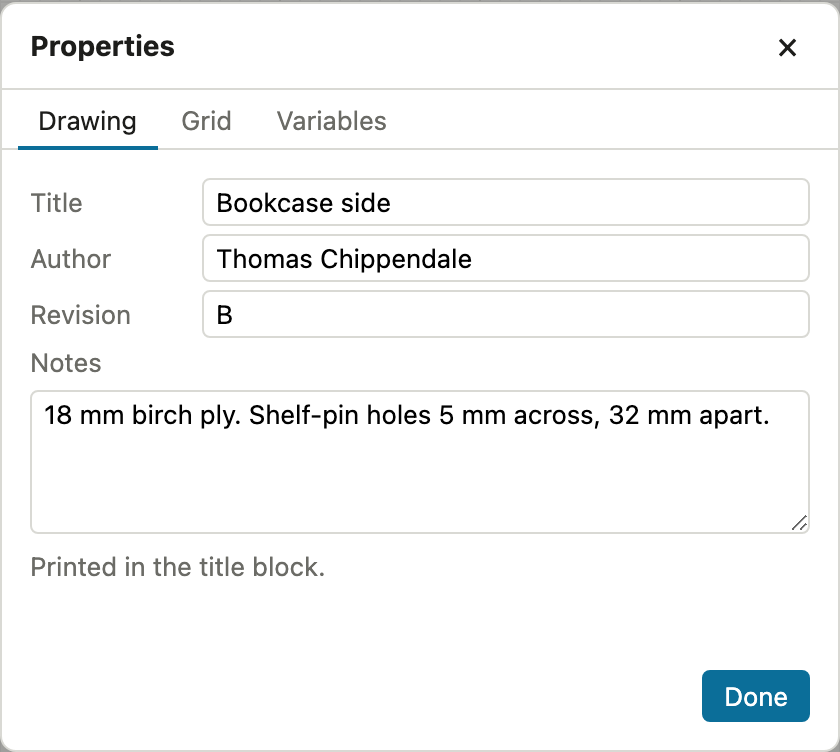 Properties
Drawing Grid Variables
Title Bookcase side
Author Thomas Chippendale
Revision B
Notes
18 mm birch ply. Shelf-pin holes 5 mm across, 32 mm apart.
Printed in the title block.
Done